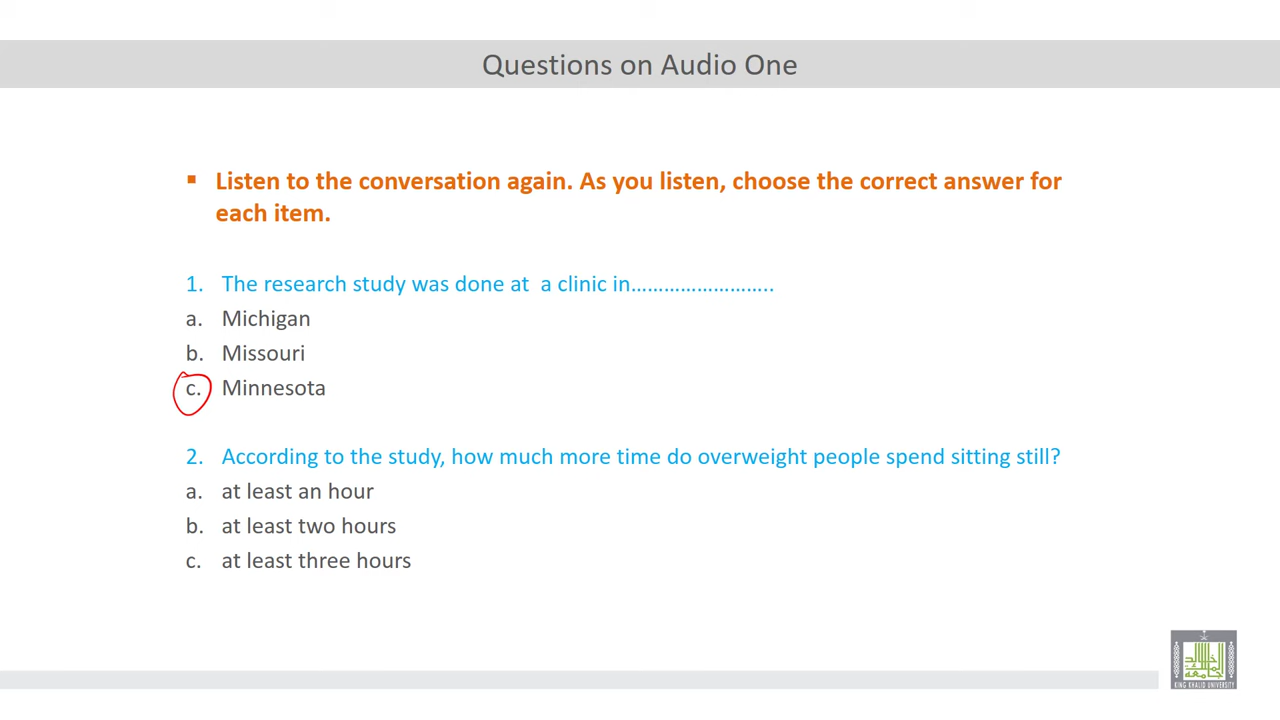 Questions on Audio One
▪ Listen to the conversation again. As you listen, choose the correct answer for
each item.
1. The research study was done at a clinic in……………………..
a. Michigan
b. Missouri
c. Minnesota
2. According to the study, how much more time do overweight people spend sitting still?
a. at least an hour
b. at least two hours
c. at least three hours
KING KHALID UNIVERSITY